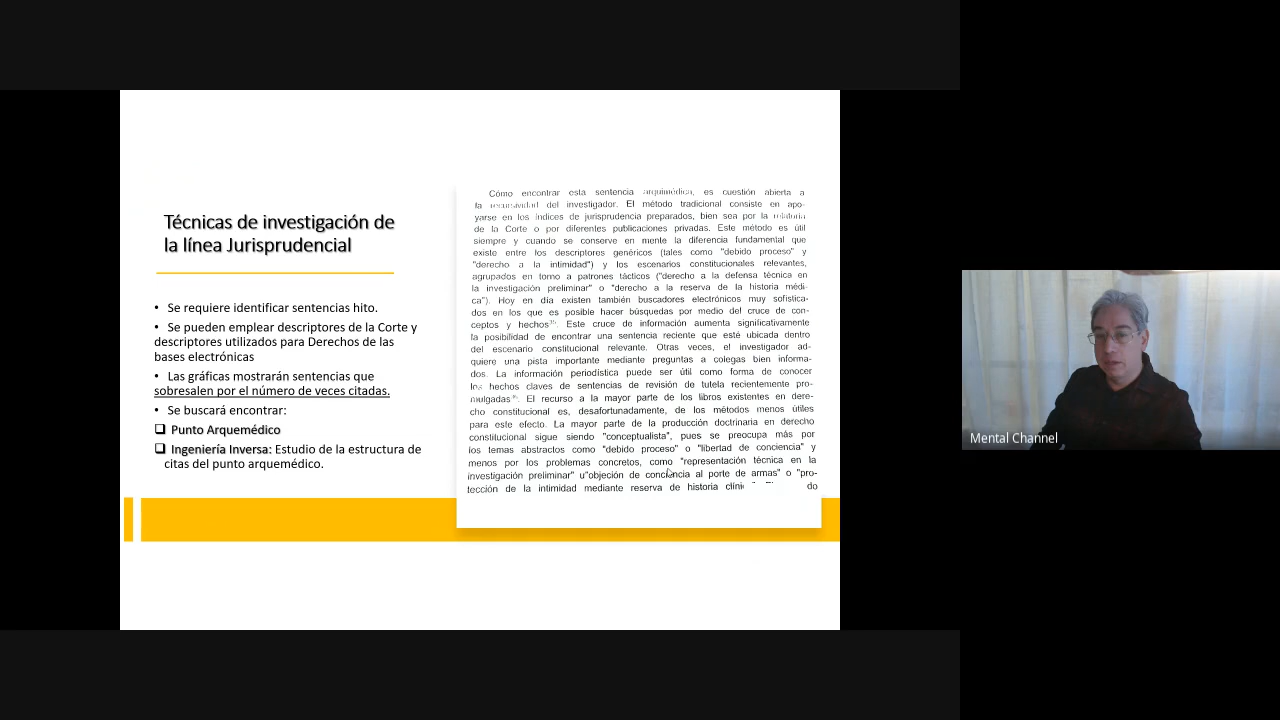 Técnicas de investigación de
la línea Jurisprudencial
• Se requiere identificar sentencias hito.
• Se pueden emplear descriptores de la Corte y
descriptores utilizados para Derechos de las
bases electrónicas
• Las gráficas mostrarán sentencias que
sobresalen por el número de veces citadas.
• Se buscará encontrar:
❑ Punto Arquemédico
❑ Ingeniería Inversa: Estudio de la estructura de
citas del punto arquemédico.
Cómo encontrar esta sentencia arquimédica, es cuestión abierta a
la recursividad del investigador. El método tradicional consiste en apo-
yarse en los índices de jurisprudencia preparados, bien sea por la relatoría
de la Corte o por diferentes publicaciones privadas. Este método es útil
siempre y cuando se conserve en mente la diferencia fundamental que
existe entre los descriptores genéricos (tales como "debido proceso" y
"derecho a la intimidad") y los escenarios constitucionales relevantes,
agrupados en torno a patrones tácticos ("derecho a la defensa técnica en
la investigación preliminar" o "derecho a la reserva de la historia médi-
ca"). Hoy en día existen también buscadores electrónicos muy sofistica-
dos en los que es posible hacer búsquedas por medio del cruce de con-
ceptos y hechos. Este cruce de información aumenta significativamente
la posibilidad de encontrar una sentencia reciente que esté ubicada dentro
del escenario constitucional relevante. Otras veces, el investigador ad-
quiere una pista importante mediante preguntas a colegas bien informa-
dos. La información periodística puede ser útil como forma de conocer
los hechos claves de sentencias de revisión de tutela recientemente pro-
mulgadas. El recurso a la mayor parte de los libros existentes en dere-
cho constitucional es, desafortunadamente, de los métodos menos útiles
para este efecto. La mayor parte de la producción doctrinaria en derecho
constitucional sigue siendo "conceptualista", pues se preocupa más por
los temas abstractos como "debido proceso" o "libertad de conciencia" y
menos por los problemas concretos, como "representación técnica en la
investigación preliminar" u"objeción de conciencia al porte de armas" o "pro-
tección de la intimidad mediante reserva de historia do
Mental Channel